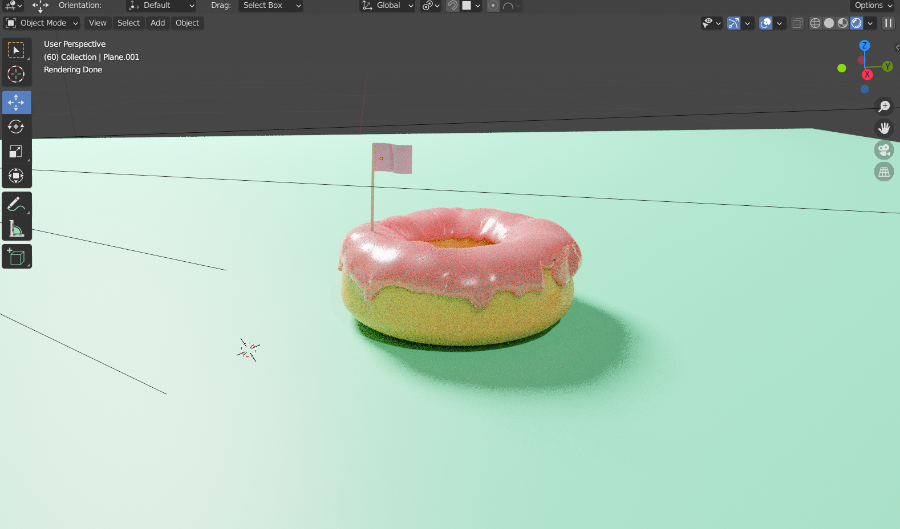 Orientation: Default Drag: Select Box Global Options
Object Mode View Select Add Object
User Perspective
(60) Collection | Plane.001
Rendering Done
Z
Y
X